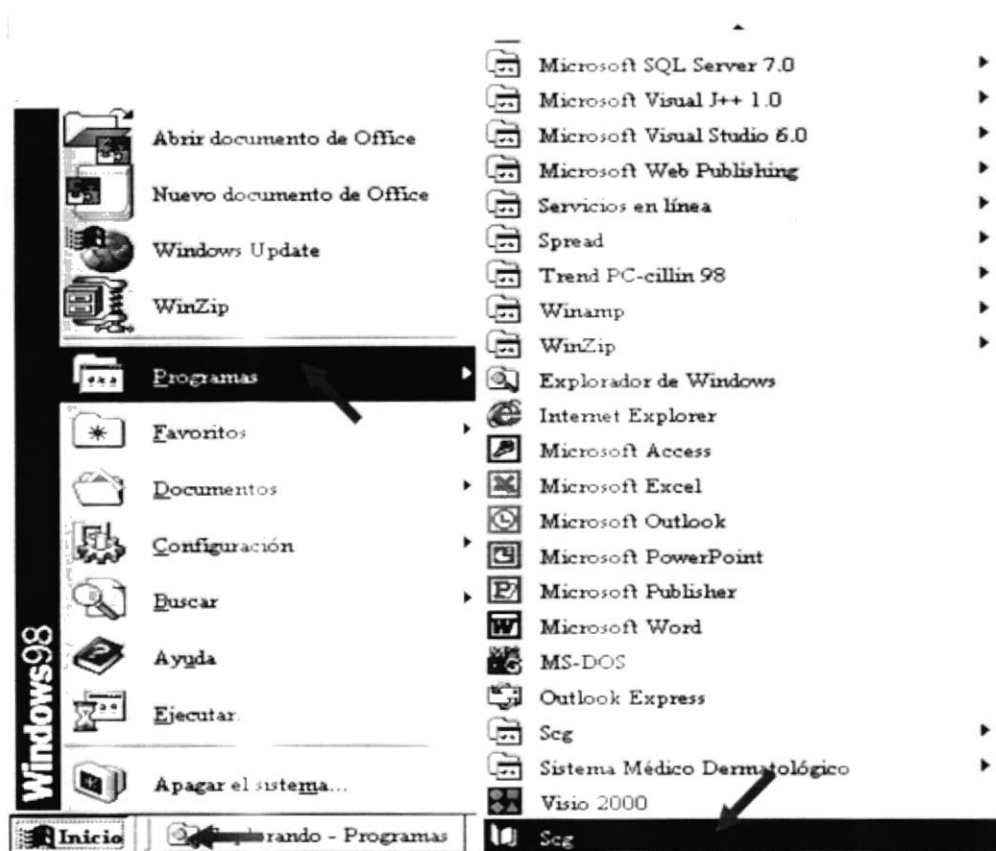 Abrir documento de Office
Nuevo documento de Office
Windows Update
WinZip
Programas
Favoritos
Documentos
Configuración
Buscar
Ayuda
Ejecutar.
Apagar el sistema...
Windows98
Inicio
rando - Programas
Microsoft SQL Server 7.0
Microsoft Visual J++ 1.0
Microsoft Visual Studio 6.0
Microsoft Web Publishing
Servicios en línea
Spread
Trend PC-cillin 98
Winamp
WinZip
Explorador de Windows
Internet Explorer
Microsoft Access
Microsoft Excel
Microsoft Outlook
Microsoft PowerPoint
Microsoft Publisher
Microsoft Word
MS-DOS
Outlook Express
Scg
Sistema Médico Dermatológico
Visio 2000
Scg